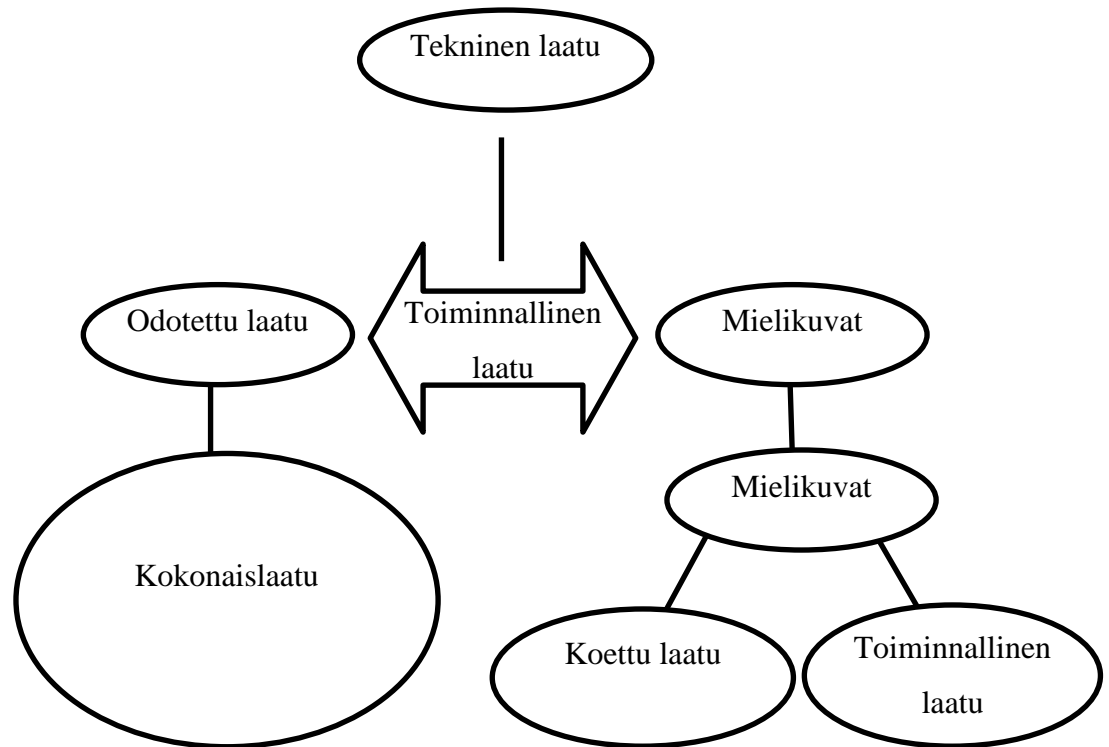 Tekninen laatu
Odotettu laatu
Toiminnallinen
laatu
Mielikuvat
Mielikuvat
Kokonaislaatu
Koettu laatu
Toiminnallinen
laatu